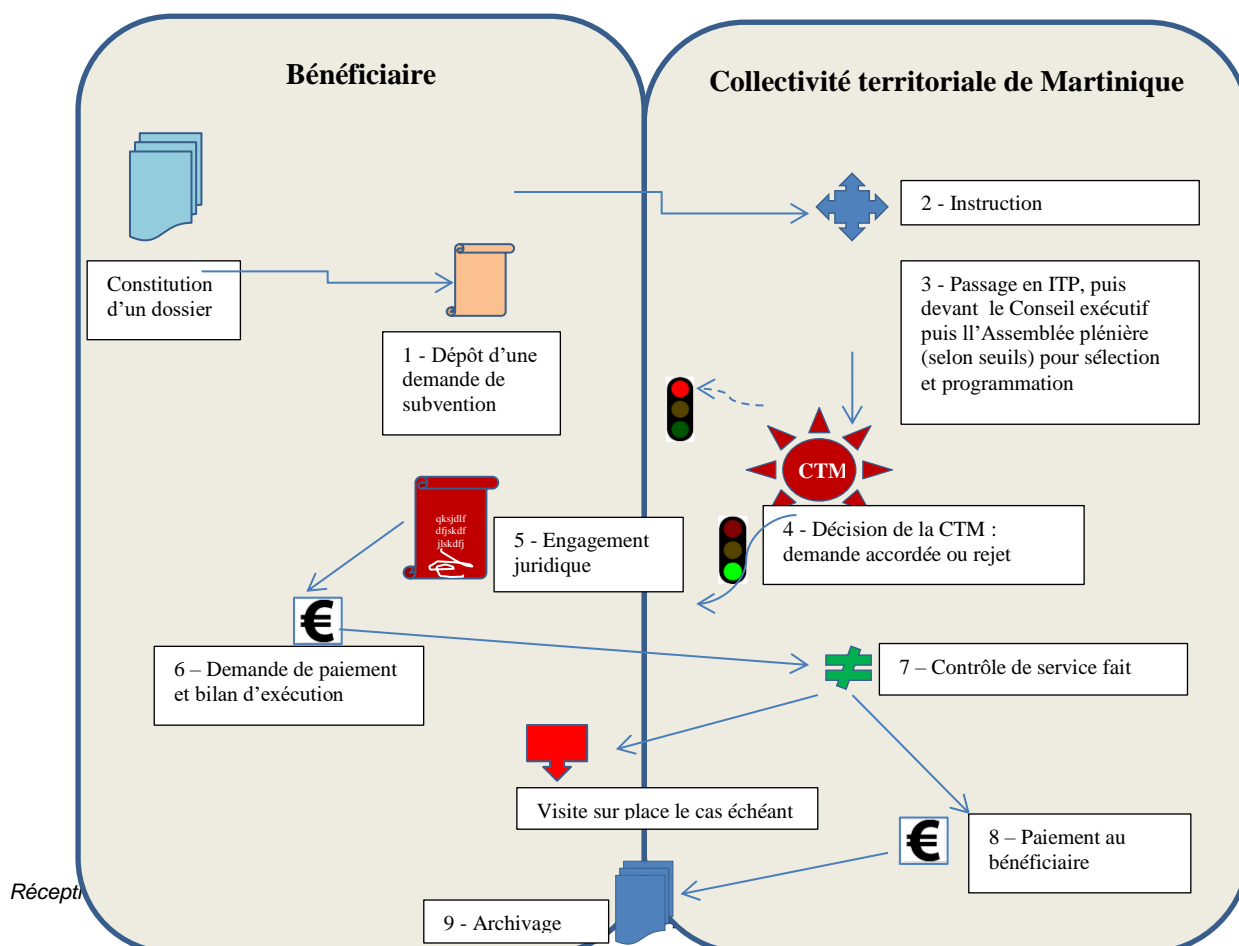 Bénéficiaire
Collectivité territoriale de Martinique
Constitution
d’un dossier
1 - Dépôt d’une
demande de
subvention
2 - Instruction
3 - Passage en ITP, puis
devant le Conseil exécutif
puis ll’Assemblée plénière
(selon seuils) pour sélection
et programmation
CTM
4 - Décision de la CTM :
demande accordée ou rejet
qksjdlf
dfjskdf
jlskdfj
5 - Engagement
juridique
€
6 – Demande de paiement
et bilan d’exécution
7 – Contrôle de service fait
Visite sur place le cas échéant
€
8 – Paiement au
bénéficiaire
9 - Archivage